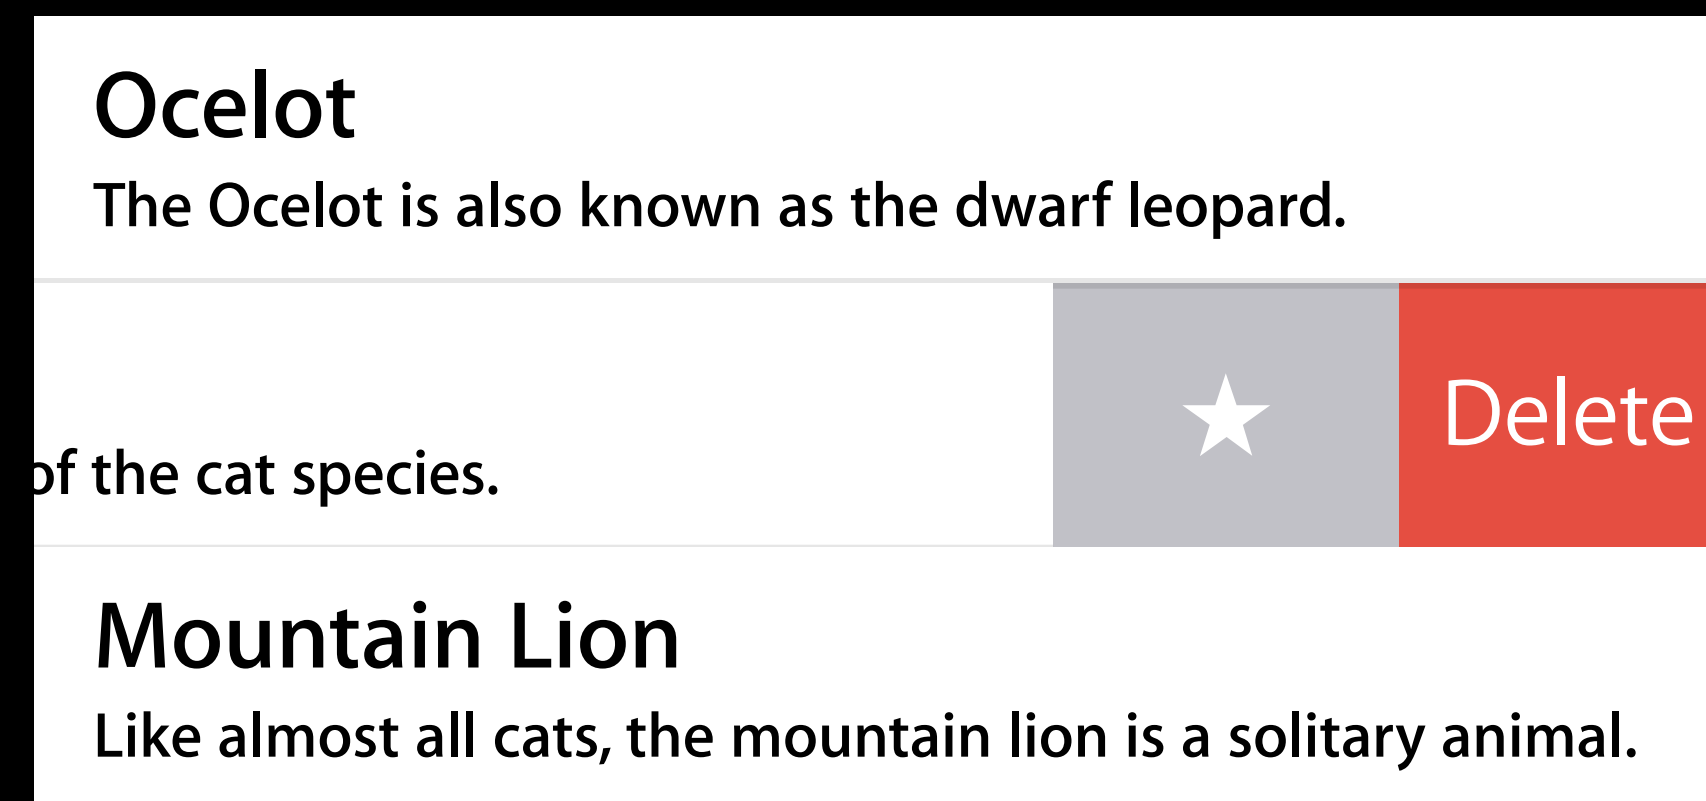 Ocelot
The Ocelot is also known as the dwarf leopard.
of the cat species.
Delete
Mountain Lion
Like almost all cats, the mountain lion is a solitary animal.